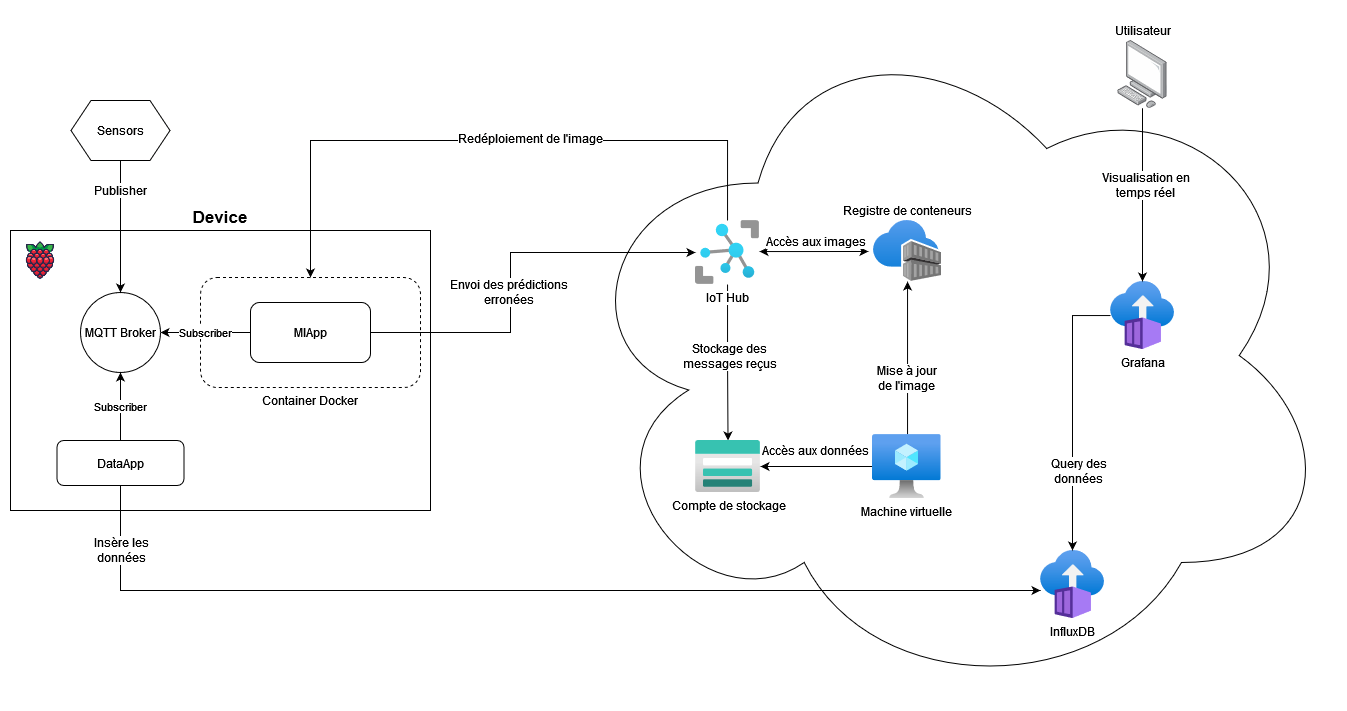 Utilisateur
Sensors
Redéploiement de l'image
Publisher
Visualisation en
temps réel
Device
Registre de conteneurs
Accès aux images
Envoi des prédictions
erronées
IoT Hub
MQTT Broker
Subscriber
MlApp
Container Docker
Stockage des
messages reçus
Mise à jour
de l'image
Grafana
Subscriber
DataApp
Accès aux données
Query des
données
Compte de stockage
Machine virtuelle
Insère les
données
InfluxDB